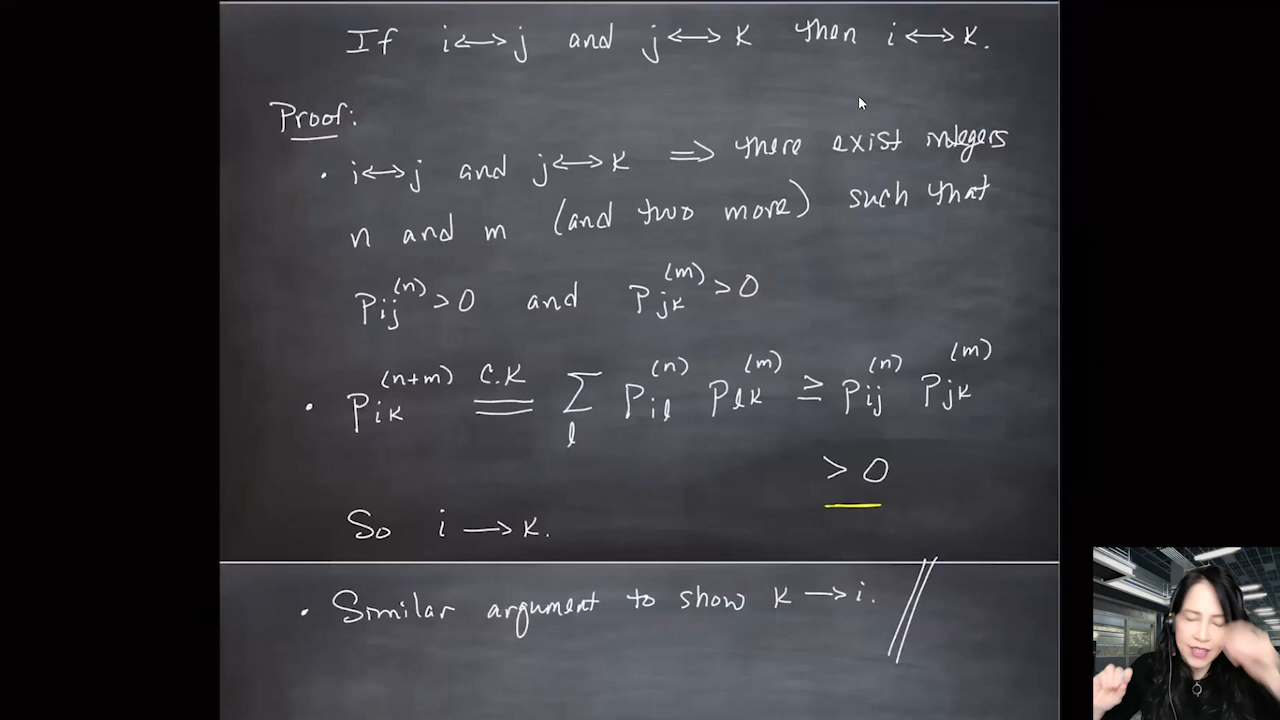 If i⟷j and j⟷k then i⟷k.
Proof:
• i⟷j and j⟷k ⟹ there exist integers
n and m (and two more) such that
Pij^(n) > 0 and Pjk^(m) > 0
• Pik^(n+m) C.K = ∑_l Pil^(n) Plk^(m) ≥ Pij^(n) Pjk^(m)
> 0
So i ⟶ k.
• Similar argument to show k ⟶ i. //